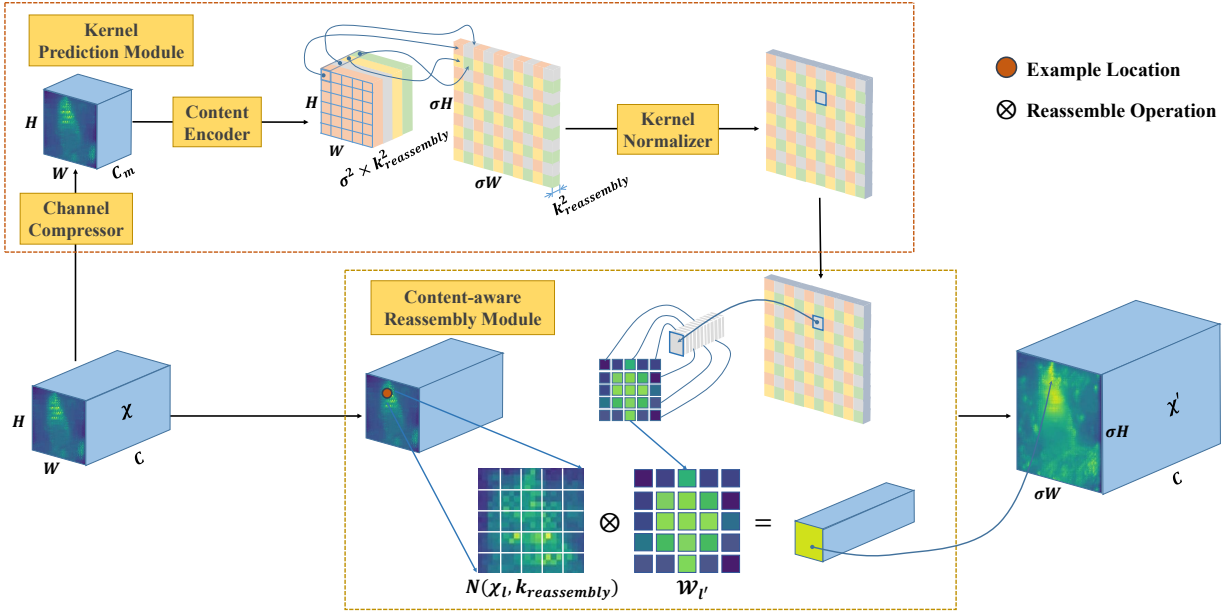 Kernel
Prediction Module
H
W
C_m
Content
Encoder
H
W
σ² × k²_reassembly
σH
σW
k²_reassembly
Kernel
Normalizer
Example Location
⊗ Reassemble Operation
Channel
Compressor
Content-aware
Reassembly Module
H
W
C
χ
N(χ_l, k_reassembly)
⊗
𝒲_l'
=
χ'
σH
σW
C